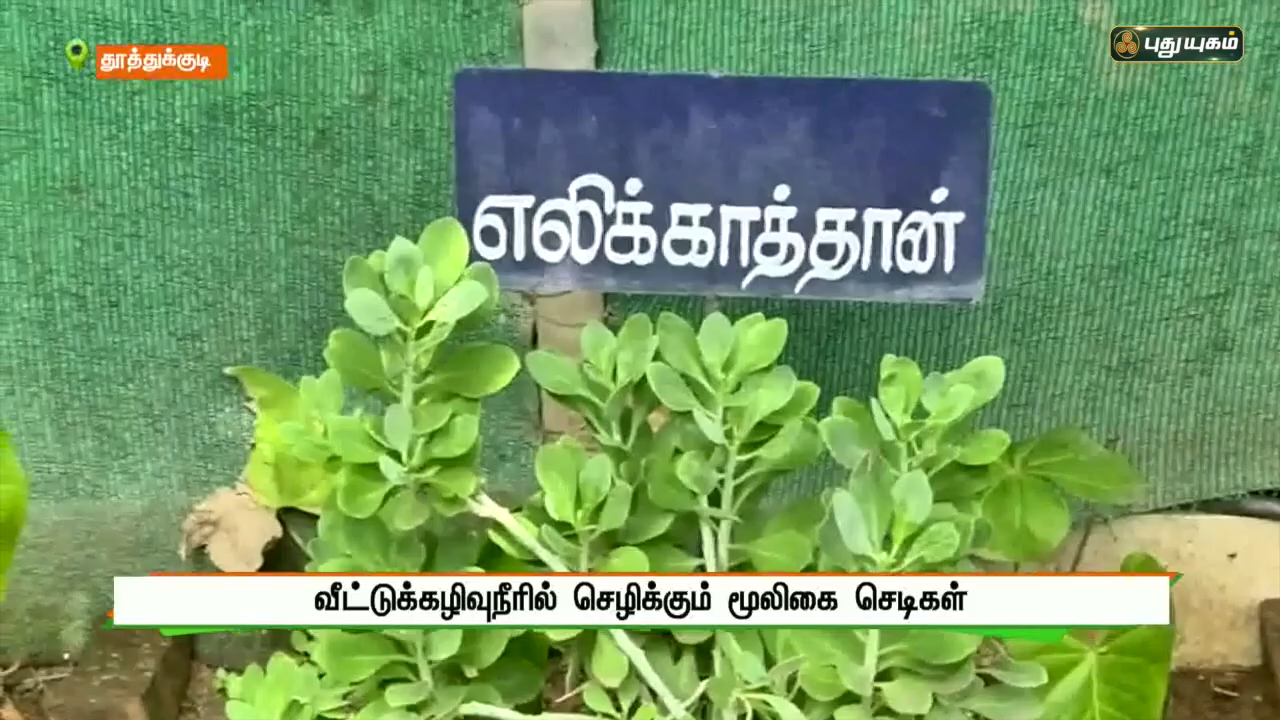 தூத்துக்குடி
புதுயுகம்
எலிக்காத்தான்
வீட்டுக்கழிவுநீரில் செழிக்கும் மூலிகை செடிகள்